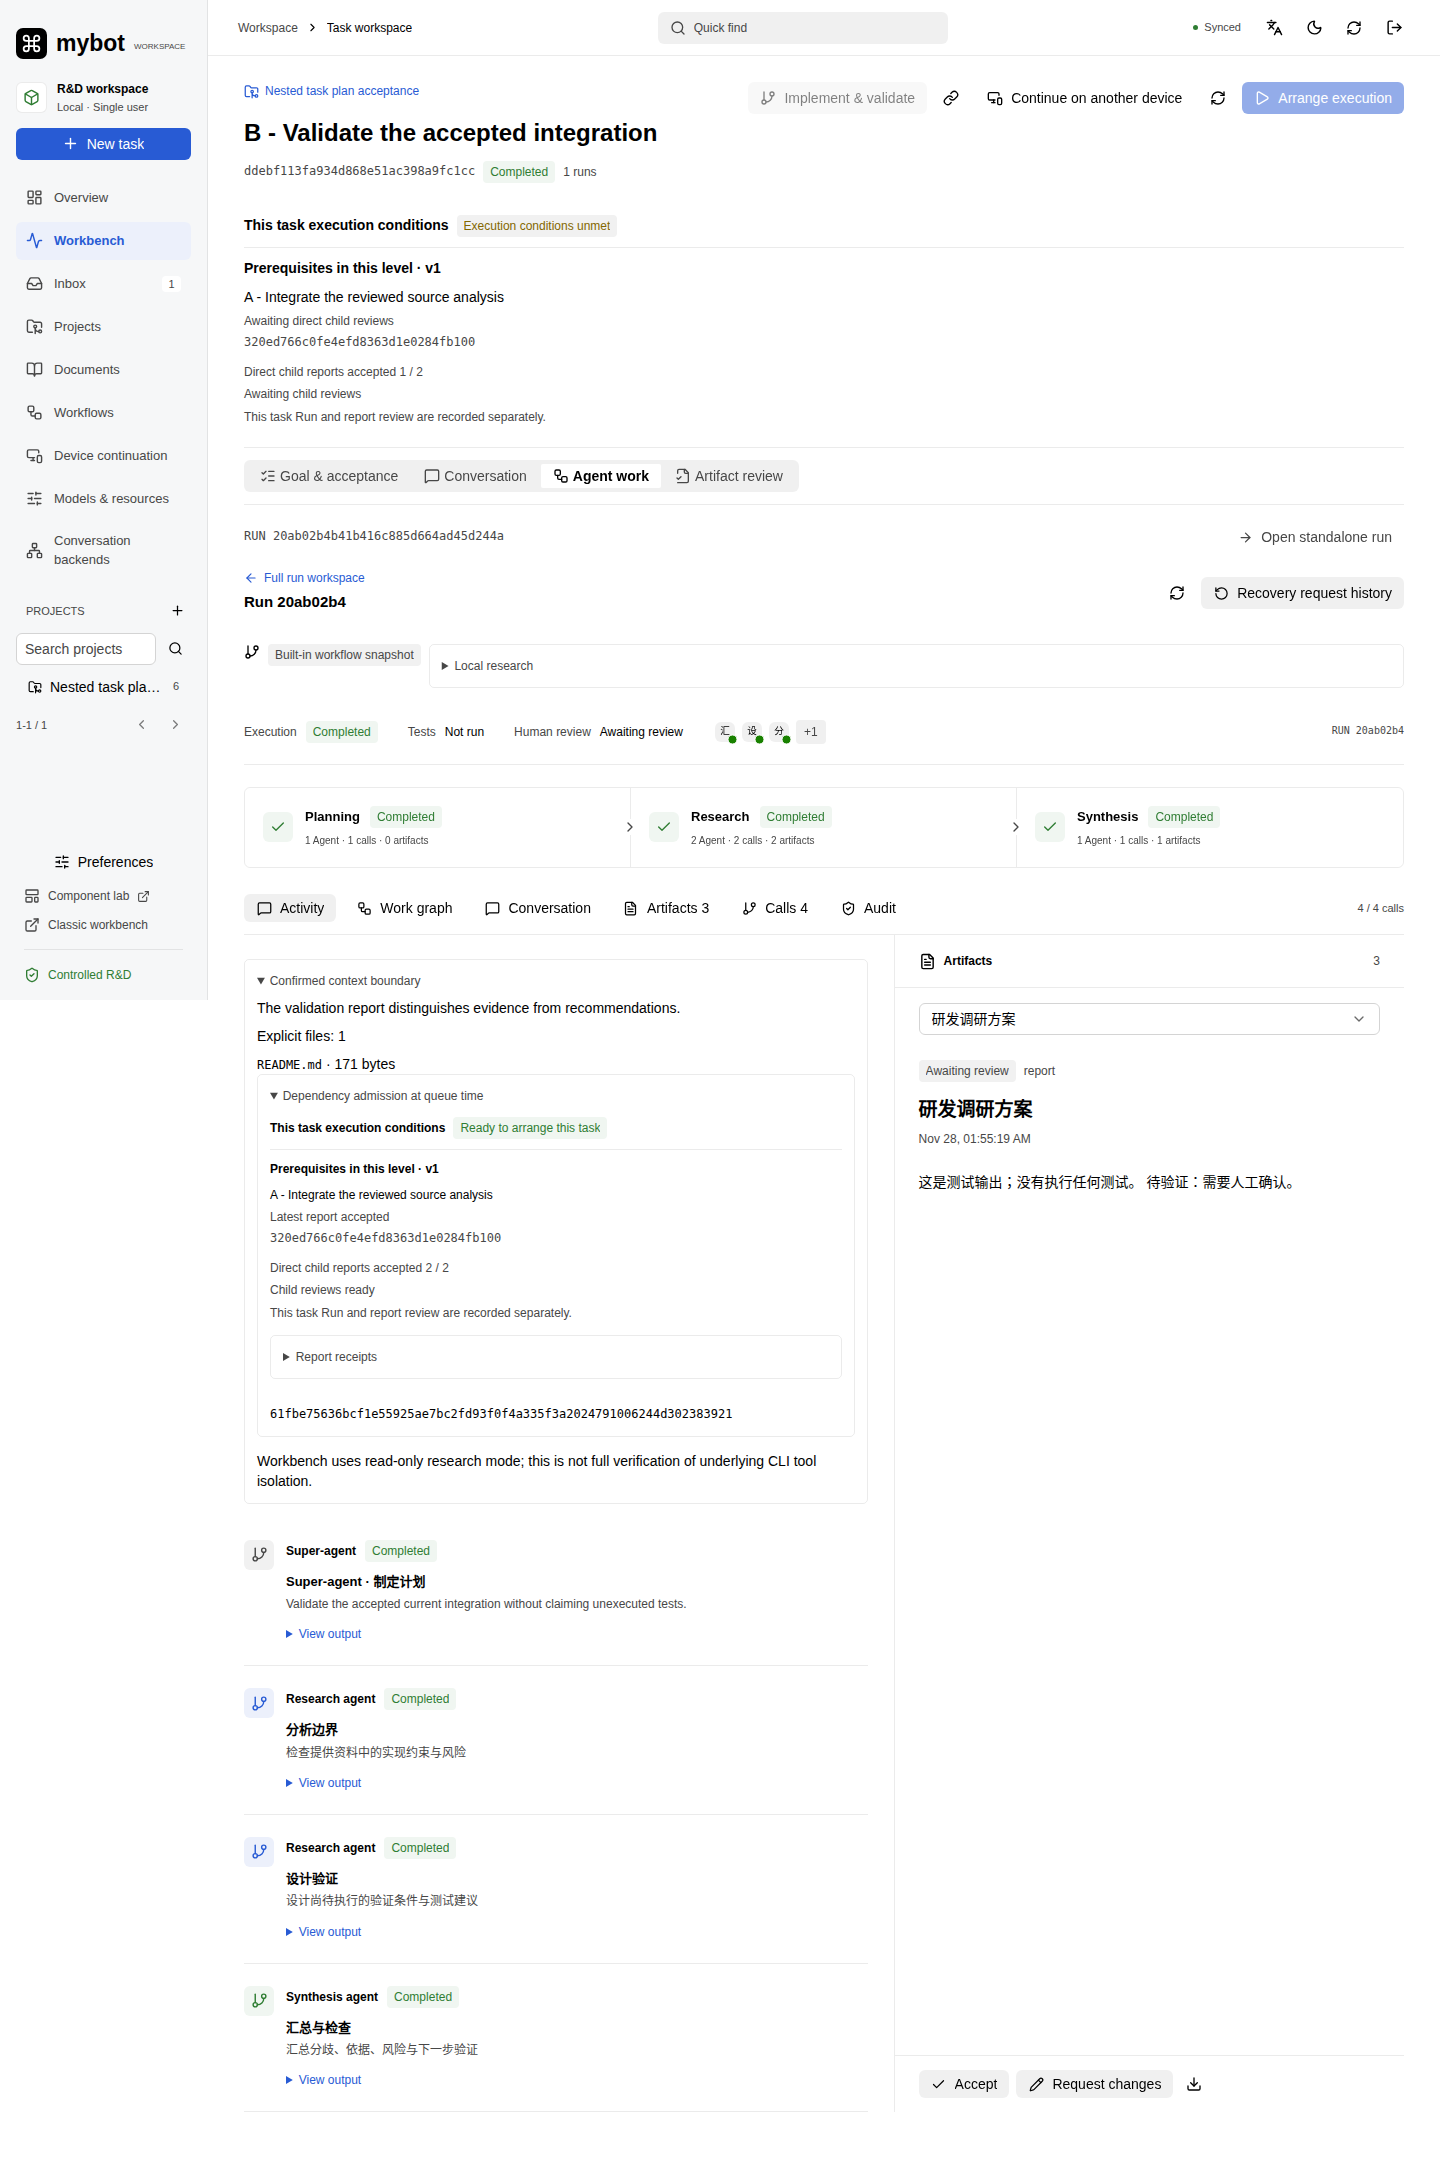 mybot WORKSPACE
R&D workspace
Local · Single user
New task
Overview
Workbench
Inbox 1
Projects
Documents
Workflows
Device continuation
Models & resources
Conversation
backends
PROJECTS
Search projects
Nested task pla… 6
1-1 / 1
Preferences
Component lab
Classic workbench
Controlled R&D
Workspace Task workspace
Quick find
Synced
Nested task plan acceptance
Implement & validate
Continue on another device
Arrange execution
B - Validate the accepted integration
ddebf113fa934d868e51ac398a9fc1cc Completed 1 runs
This task execution conditions Execution conditions unmet
Prerequisites in this level · v1
A - Integrate the reviewed source analysis
Awaiting direct child reviews
320ed766c0fe4efd8363d1e0284fb100
Direct child reports accepted 1 / 2
Awaiting child reviews
This task Run and report review are recorded separately.
Goal & acceptance Conversation Agent work Artifact review
RUN 20ab02b4b41b416c885d664ad45d244a
Open standalone run
Full run workspace
Run 20ab02b4
Recovery request history
Built-in workflow snapshot
Local research
Execution Completed Tests Not run Human review Awaiting review 汇 设 分 +1 RUN 20ab02b4
Planning Completed
1 Agent · 1 calls · 0 artifacts
Research Completed
2 Agent · 2 calls · 2 artifacts
Synthesis Completed
1 Agent · 1 calls · 1 artifacts
Activity Work graph Conversation Artifacts 3 Calls 4 Audit 4 / 4 calls
Confirmed context boundary
The validation report distinguishes evidence from recommendations.
Explicit files: 1
README.md · 171 bytes
Dependency admission at queue time
This task execution conditions Ready to arrange this task
Prerequisites in this level · v1
A - Integrate the reviewed source analysis
Latest report accepted
320ed766c0fe4efd8363d1e0284fb100
Direct child reports accepted 2 / 2
Child reviews ready
This task Run and report review are recorded separately.
Report receipts
61fbe75636bcf1e55925ae7bc2fd93f0f4a335f3a2024791006244d302383921
Workbench uses read-only research mode; this is not full verification of underlying CLI tool
isolation.
Super-agent Completed
Super-agent · 制定计划
Validate the accepted current integration without claiming unexecuted tests.
View output
Research agent Completed
分析边界
检查提供资料中的实现约束与风险
View output
Research agent Completed
设计验证
设计尚待执行的验证条件与测试建议
View output
Synthesis agent Completed
汇总与检查
汇总分歧、依据、风险与下一步验证
View output
Artifacts 3
研发调研方案
Awaiting review report
研发调研方案
Nov 28, 01:55:19 AM
这是测试输出；没有执行任何测试。 待验证：需要人工确认。
Accept Request changes